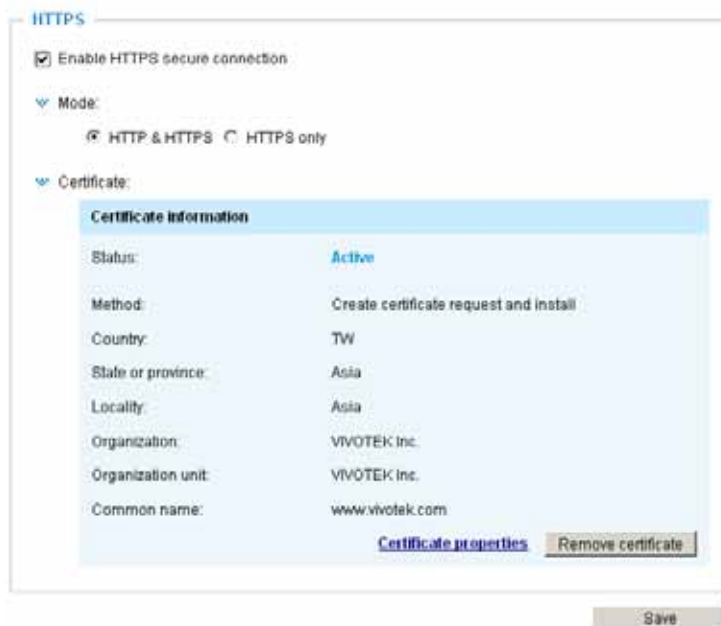 HTTPS
Enable HTTPS secure connection
Mode:
HTTP & HTTPS HTTPS only
Certificate:
Certificate information
Status: Active
Method: Create certificate request and install
Country: TW
State or province: Asia
Locality: Asia
Organization: VIVOTEK Inc.
Organization unit: VIVOTEK Inc.
Common name: www.vivotek.com
Certificate properties Remove certificate
Save